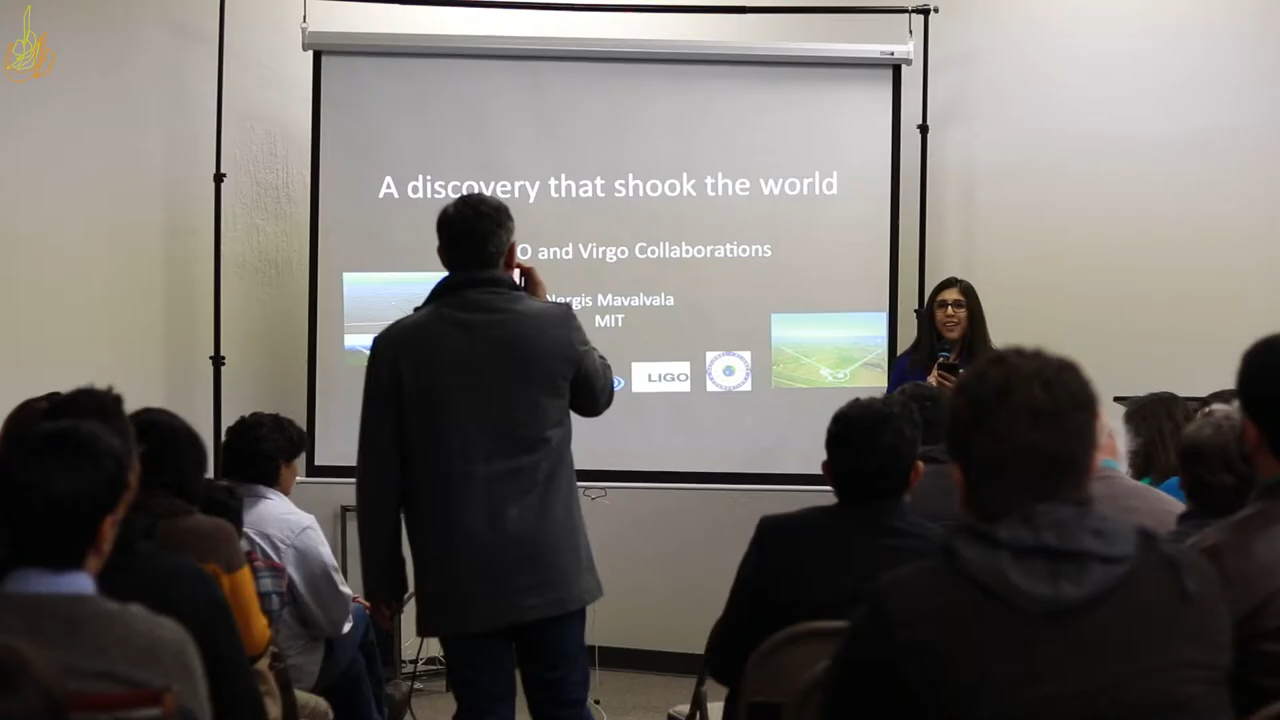 A discovery that shook the world
O and Virgo Collaborations
Nergis Mavalvala
MIT
LIGO